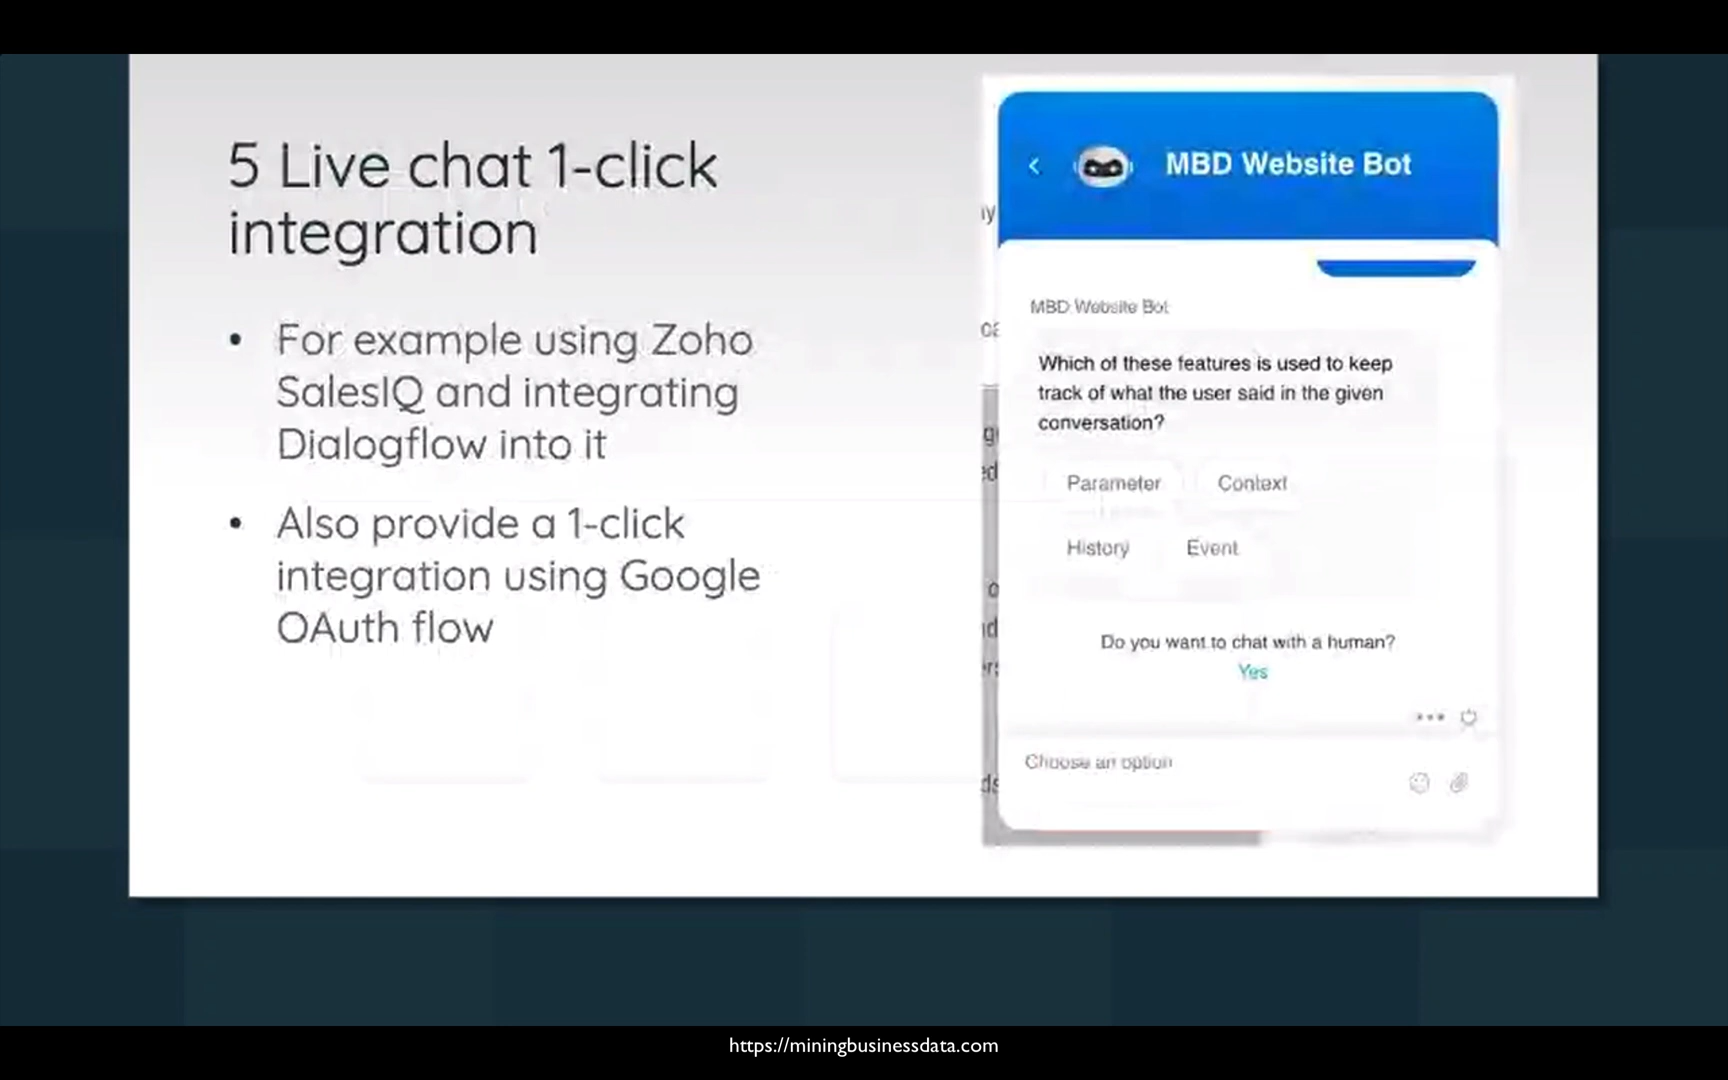 5 Live chat 1-click
integration
• For example using Zoho
SalesIQ and integrating
Dialogflow into it
• Also provide a 1-click
integration using Google
OAuth flow
MBD Website Bot
MBD Website Bot
Which of these features is used to keep
track of what the user said in the given
conversation?
Parameter Context
History Event
Do you want to chat with a human?
Yes
Choose an option
https://miningbusinessdata.com